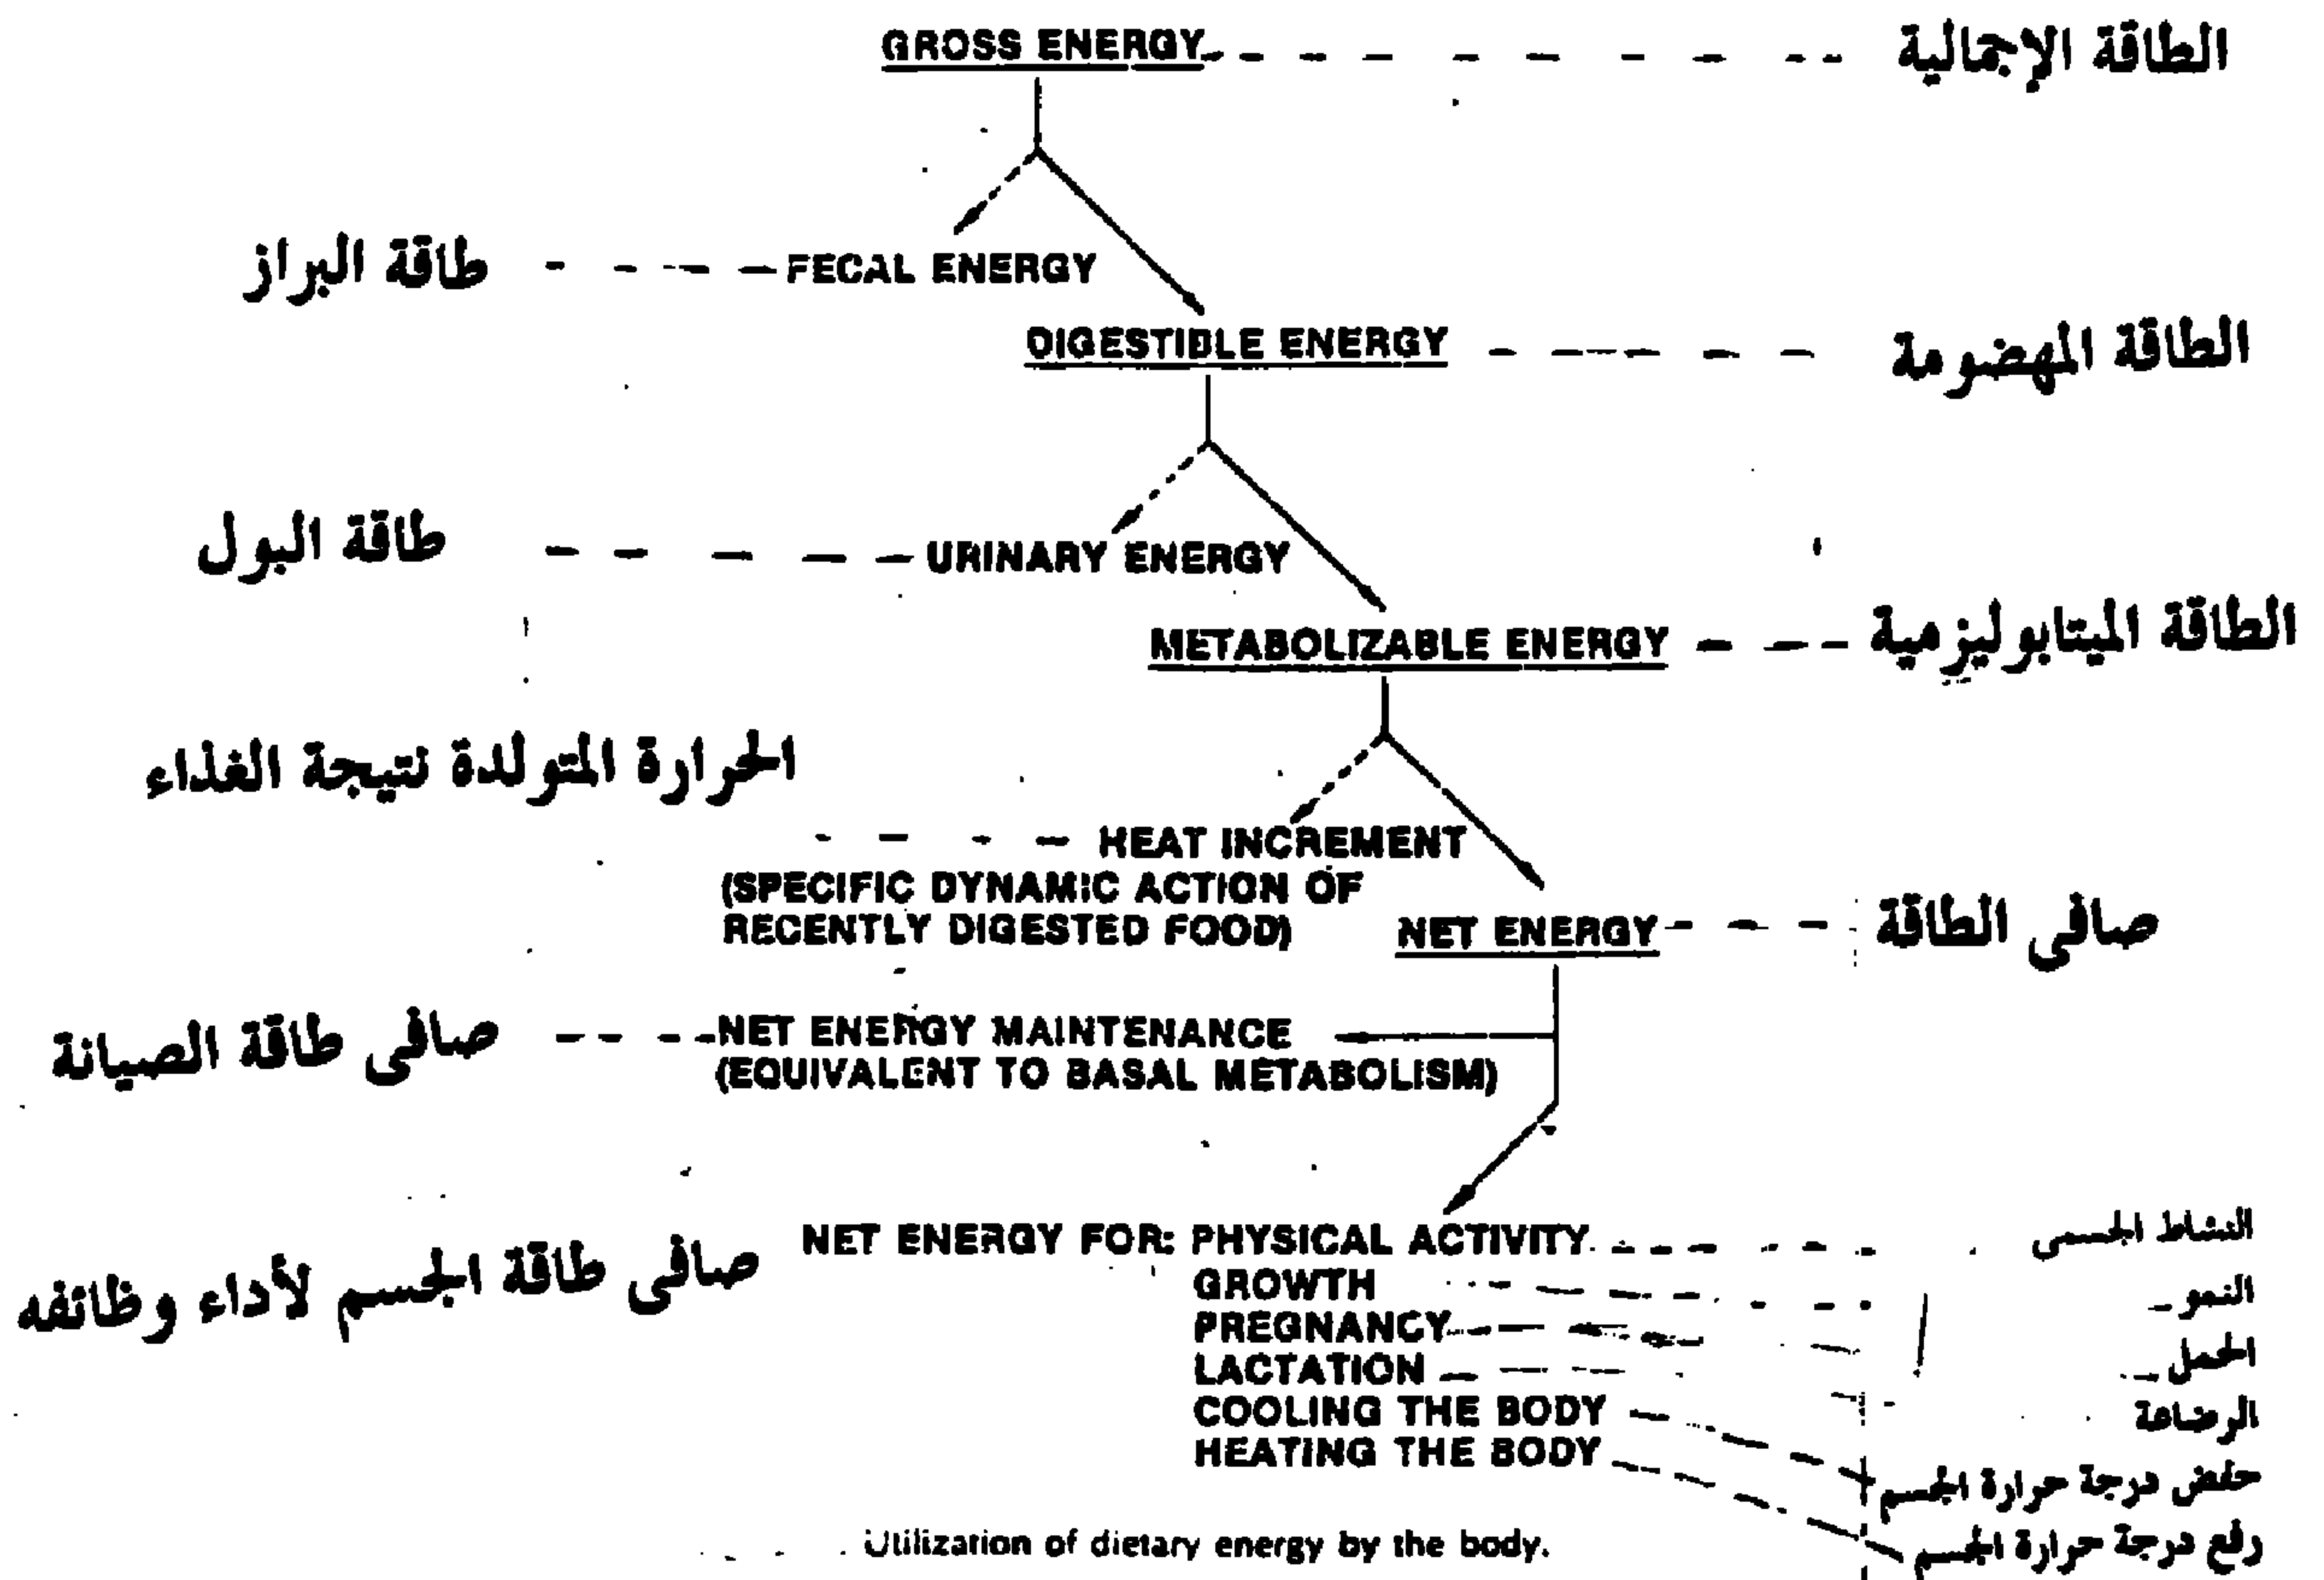 GROSS ENERGY الطاقة الإجمالية
طاقة البراز FECAL ENERGY
DIGESTIBLE ENERGY الطاقة المهضومة
طاقة البول URINARY ENERGY
METABOLIZABLE ENERGY الطاقة الميتابوليزمية
الحرارة المتولدة نتيجة الغذاء
HEAT INCREMENT
(SPECIFIC DYNAMIC ACTION OF
RECENTLY DIGESTED FOOD)
NET ENERGY صافى الطاقة
صافى طاقة الصيانة NET ENERGY MAINTENANCE
(EQUIVALENT TO BASAL METABOLISM)
صافى طاقة الجسم لأداء وظائفه NET ENERGY FOR: PHYSICAL ACTIVITY النشاط الجسمى
GROWTH النمو
PREGNANCY الحمل
LACTATION الرضاعة
COOLING THE BODY خفض درجة حرارة الجسم
HEATING THE BODY رفع درجة حرارة الجسم
Utilization of dietary energy by the body.